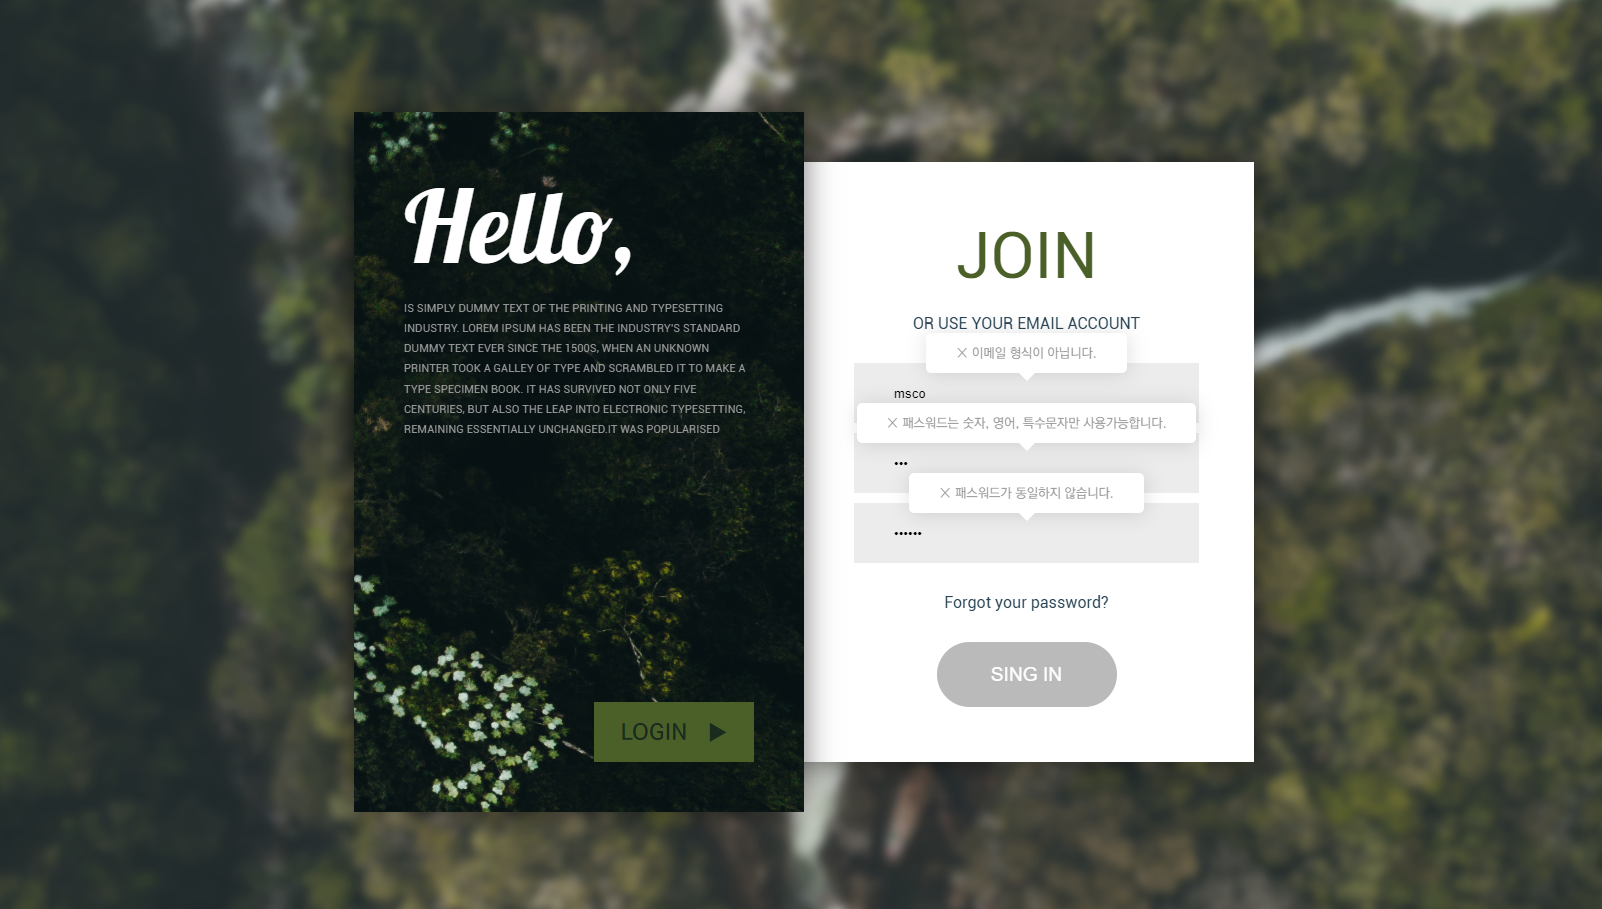 Hello,
IS SIMPLY DUMMY TEXT OF THE PRINTING AND TYPESETTING
INDUSTRY. LOREM IPSUM HAS BEEN THE INDUSTRY'S STANDARD
DUMMY TEXT EVER SINCE THE 1500S, WHEN AN UNKNOWN
PRINTER TOOK A GALLEY OF TYPE AND SCRAMBLED IT TO MAKE A
TYPE SPECIMEN BOOK. IT HAS SURVIVED NOT ONLY FIVE
CENTURIES, BUT ALSO THE LEAP INTO ELECTRONIC TYPESETTING,
REMAINING ESSENTIALLY UNCHANGED.IT WAS POPULARISED
LOGIN
JOIN
OR USE YOUR EMAIL ACCOUNT
이메일 형식이 아닙니다.
msco
패스워드는 숫자, 영어, 특수문자만 사용가능합니다.
•••
패스워드가 동일하지 않습니다.
••••••
Forgot your password?
SING IN